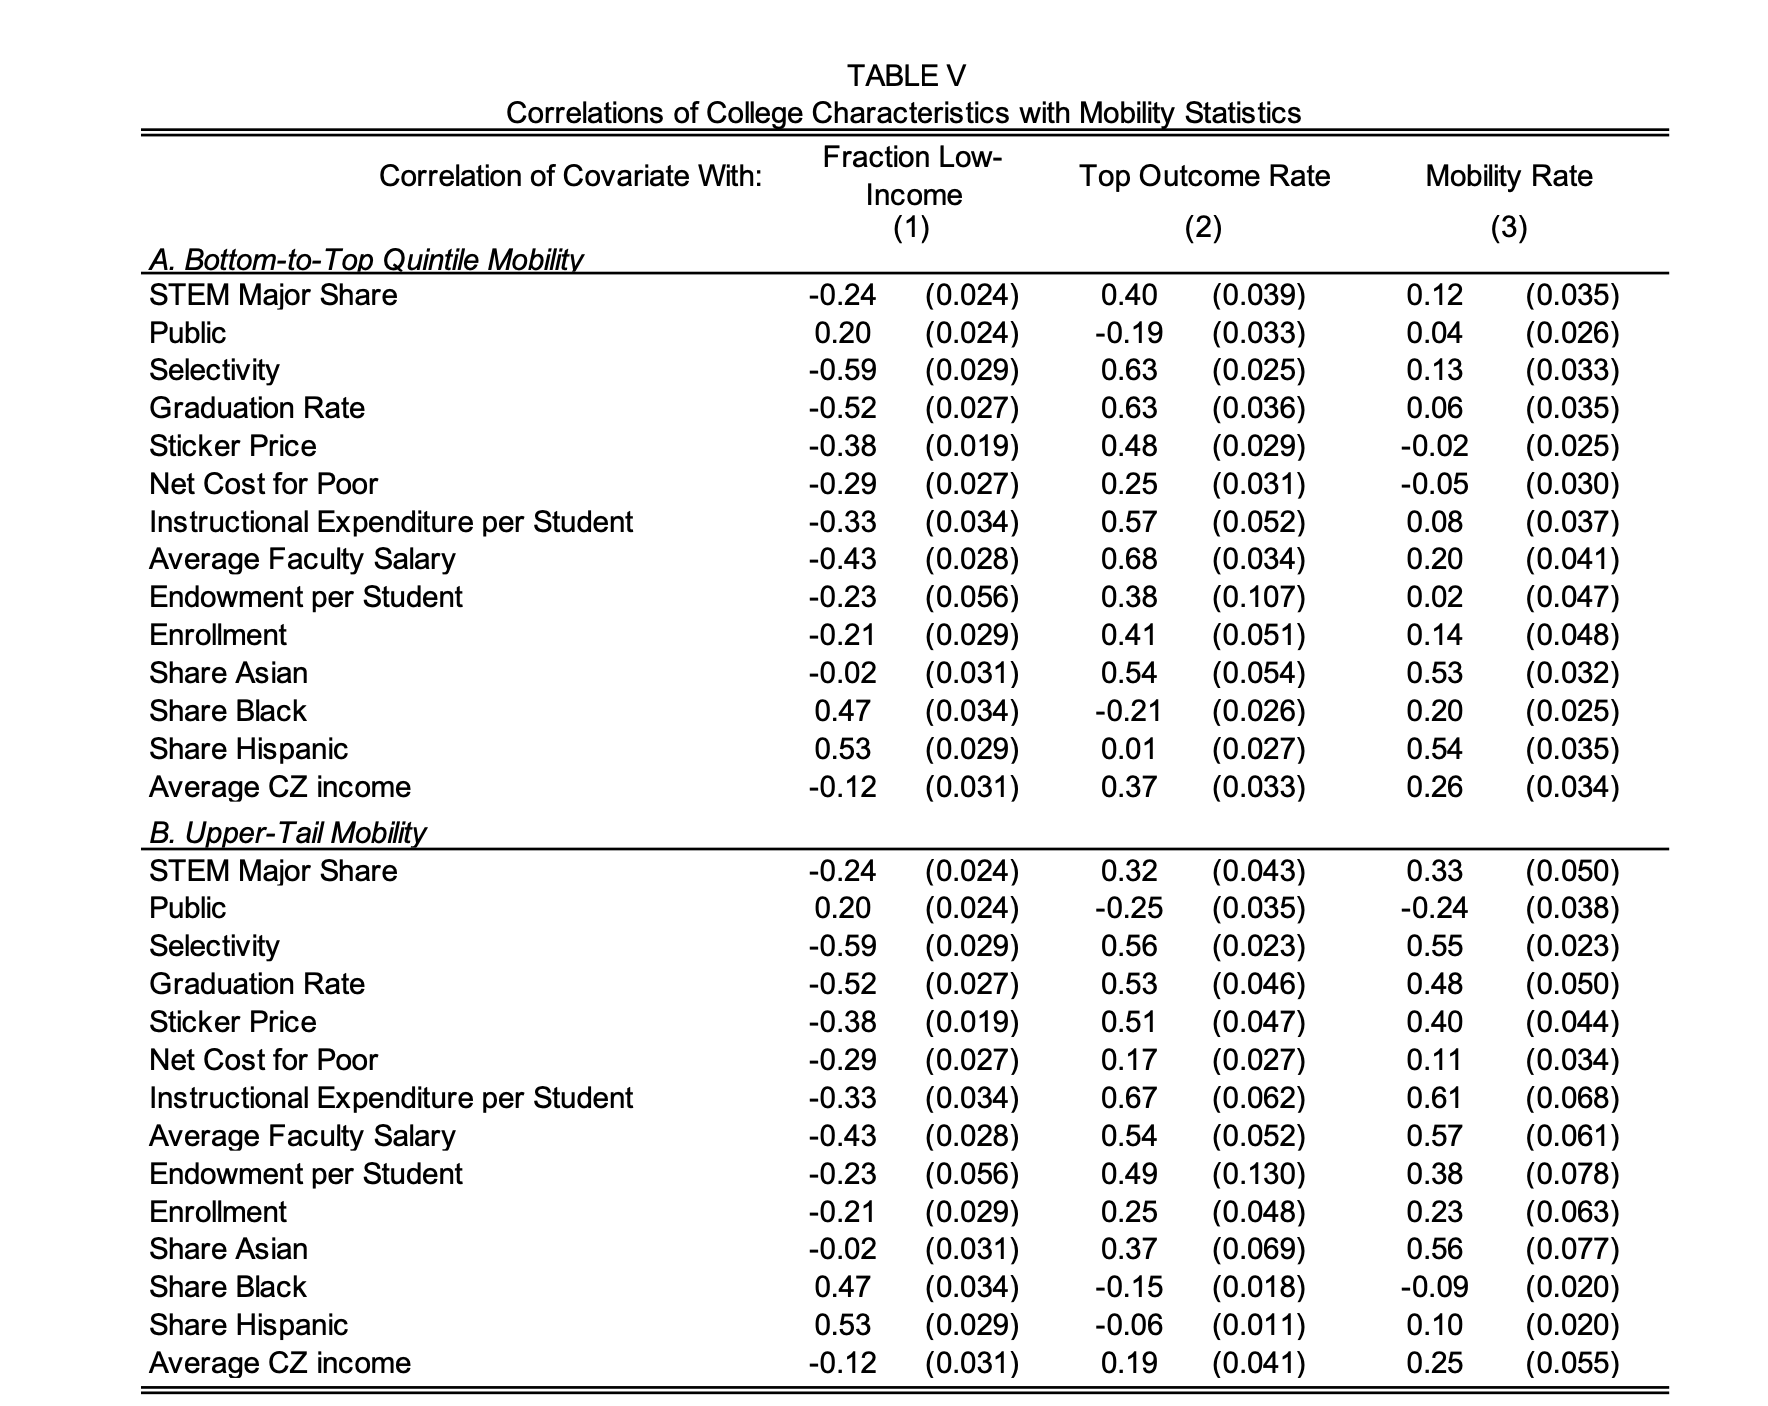 TABLE V
Correlations of College Characteristics with Mobility Statistics
Correlation of Covariate With: Fraction Low-Income Top Outcome Rate Mobility Rate
(1) (2) (3)
A. Bottom-to-Top Quintile Mobility
STEM Major Share -0.24 (0.024) 0.40 (0.039) 0.12 (0.035)
Public 0.20 (0.024) -0.19 (0.033) 0.04 (0.026)
Selectivity -0.59 (0.029) 0.63 (0.025) 0.13 (0.033)
Graduation Rate -0.52 (0.027) 0.63 (0.036) 0.06 (0.035)
Sticker Price -0.38 (0.019) 0.48 (0.029) -0.02 (0.025)
Net Cost for Poor -0.29 (0.027) 0.25 (0.031) -0.05 (0.030)
Instructional Expenditure per Student -0.33 (0.034) 0.57 (0.052) 0.08 (0.037)
Average Faculty Salary -0.43 (0.028) 0.68 (0.034) 0.20 (0.041)
Endowment per Student -0.23 (0.056) 0.38 (0.107) 0.02 (0.047)
Enrollment -0.21 (0.029) 0.41 (0.051) 0.14 (0.048)
Share Asian -0.02 (0.031) 0.54 (0.054) 0.53 (0.032)
Share Black 0.47 (0.034) -0.21 (0.026) 0.20 (0.025)
Share Hispanic 0.53 (0.029) 0.01 (0.027) 0.54 (0.035)
Average CZ income -0.12 (0.031) 0.37 (0.033) 0.26 (0.034)
B. Upper-Tail Mobility
STEM Major Share -0.24 (0.024) 0.32 (0.043) 0.33 (0.050)
Public 0.20 (0.024) -0.25 (0.035) -0.24 (0.038)
Selectivity -0.59 (0.029) 0.56 (0.023) 0.55 (0.023)
Graduation Rate -0.52 (0.027) 0.53 (0.046) 0.48 (0.050)
Sticker Price -0.38 (0.019) 0.51 (0.047) 0.40 (0.044)
Net Cost for Poor -0.29 (0.027) 0.17 (0.027) 0.11 (0.034)
Instructional Expenditure per Student -0.33 (0.034) 0.67 (0.062) 0.61 (0.068)
Average Faculty Salary -0.43 (0.028) 0.54 (0.052) 0.57 (0.061)
Endowment per Student -0.23 (0.056) 0.49 (0.130) 0.38 (0.078)
Enrollment -0.21 (0.029) 0.25 (0.048) 0.23 (0.063)
Share Asian -0.02 (0.031) 0.37 (0.069) 0.56 (0.077)
Share Black 0.47 (0.034) -0.15 (0.018) -0.09 (0.020)
Share Hispanic 0.53 (0.029) -0.06 (0.011) 0.10 (0.020)
Average CZ income -0.12 (0.031) 0.19 (0.041) 0.25 (0.055)